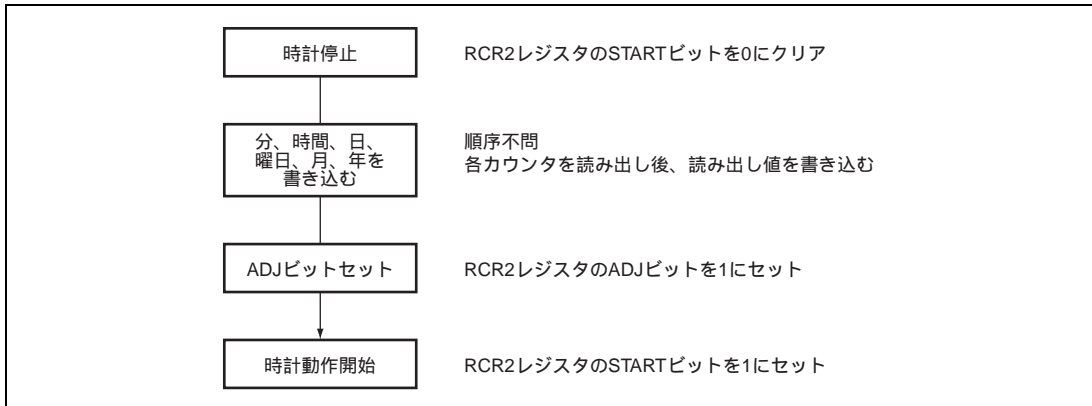 時計停止
RCR2レジスタのSTARTビットを0にクリア
分、時間、日、
曜日、月、年を
書き込む
順序不問
各カウンタを読み出し後、読み出し値を書き込む
ADJビットセット
RCR2レジスタのADJビットを1にセット
時計動作開始
RCR2レジスタのSTARTビットを1にセット